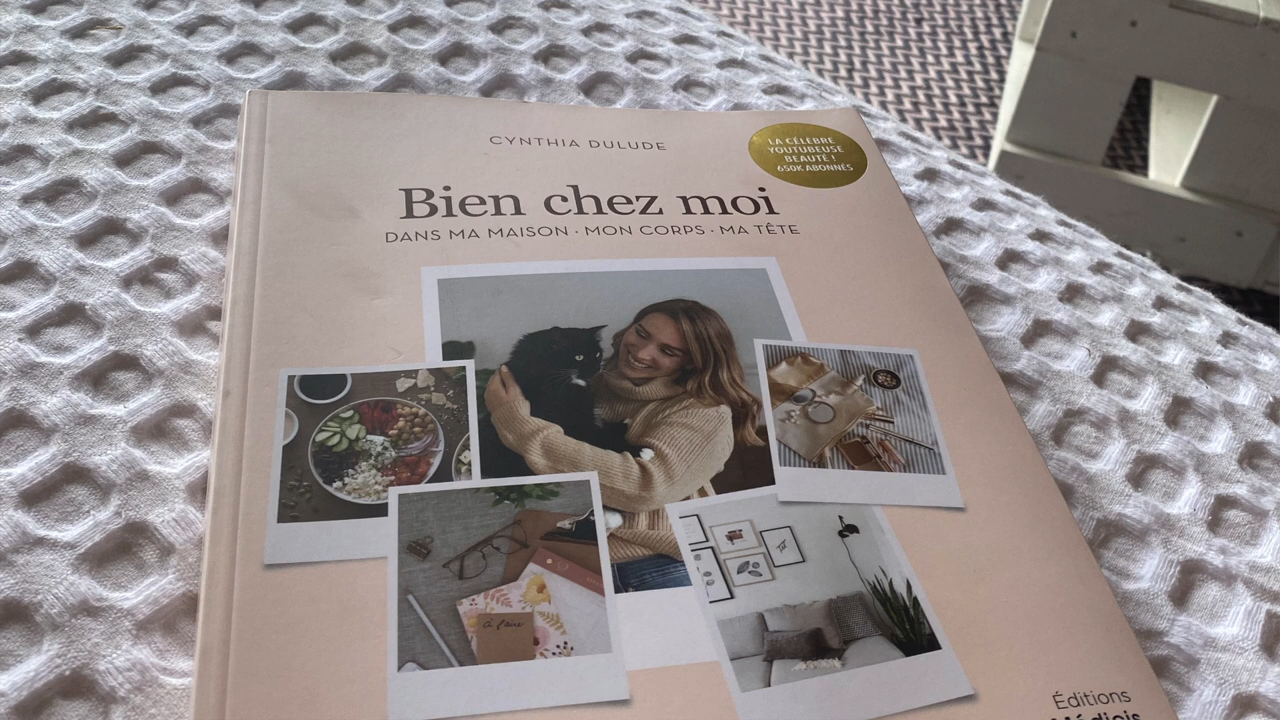 CYNTHIA DULUDE
LA CÉLÈBRE
YOUTUBEUSE
BEAUTÉ !
650K ABONNÉS
Bien chez moi
DANS MA MAISON · MON CORPS · MA TÊTE
à faire
Éditions